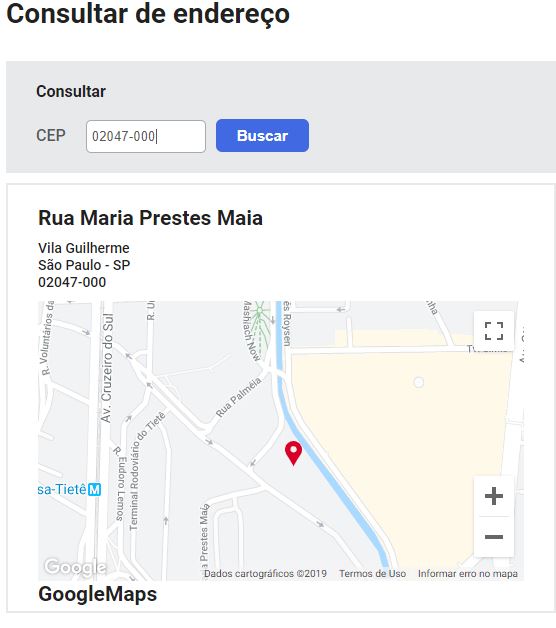 Consultar de endereço
Consultar
CEP
02047-000
Buscar
Rua Maria Prestes Maia
Vila Guilherme
São Paulo - SP
02047-000
R. Voluntários da
Av. Cruzeiro do Sul
Mashiach Now
és Roysen
Rua Palméia
R. Eudoro Lemos
Terminal Rodoviário do Tietê
sa-Tietê
M
a Prestes Maia
Google
Dados cartográficos ©2019
Termos de Uso
Informar erro no mapa
GoogleMaps